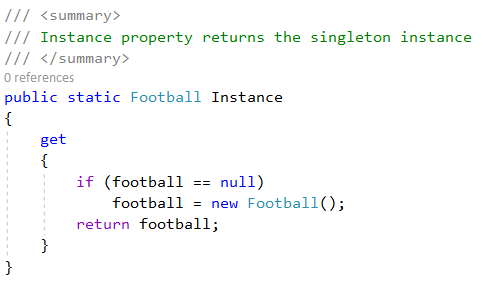 /// <summary>
/// Instance property returns the singleton instance
/// </summary>
0 references
public static Football Instance
{
    get
    {
        if (football == null)
            football = new Football();
        return football;
    }
}